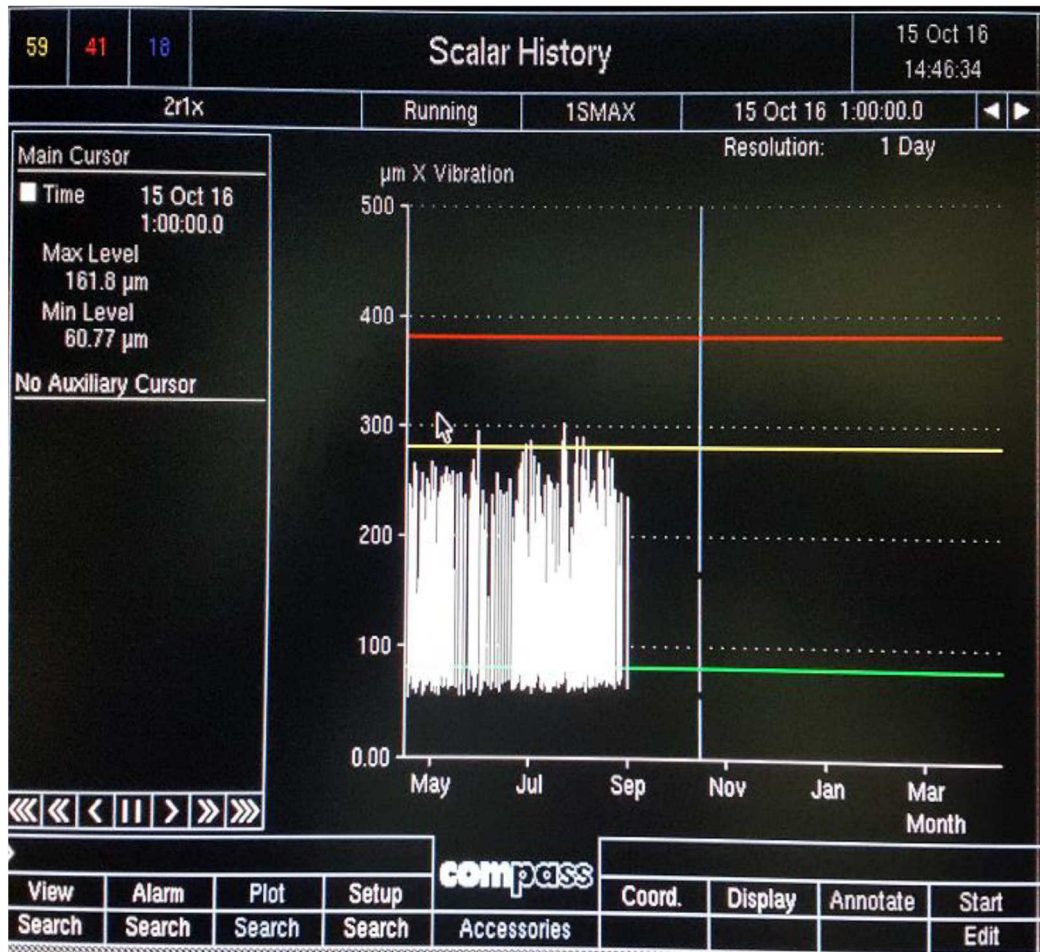 59 41 18 Scalar History 15 Oct 16
14:46:34
2r1x Running 1SMAX 15 Oct 16 1:00:00.0
Resolution: 1 Day
Main Cursor
Time 15 Oct 16
1:00:00.0
Max Level
161.8 µm
Min Level
60.77 µm
No Auxiliary Cursor
µm X Vibration
500
400
300
200
100
0.00
May Jul Sep Nov Jan Mar
Month
compass
View Alarm Plot Setup Coord. Display Annotate Start
Search Search Search Search Accessories Edit